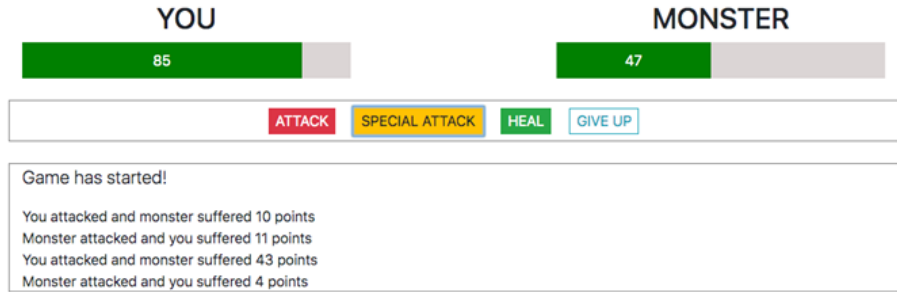 YOU MONSTER
85 47
ATTACK SPECIAL ATTACK HEAL GIVE UP
Game has started!
You attacked and monster suffered 10 points
Monster attacked and you suffered 11 points
You attacked and monster suffered 43 points
Monster attacked and you suffered 4 points